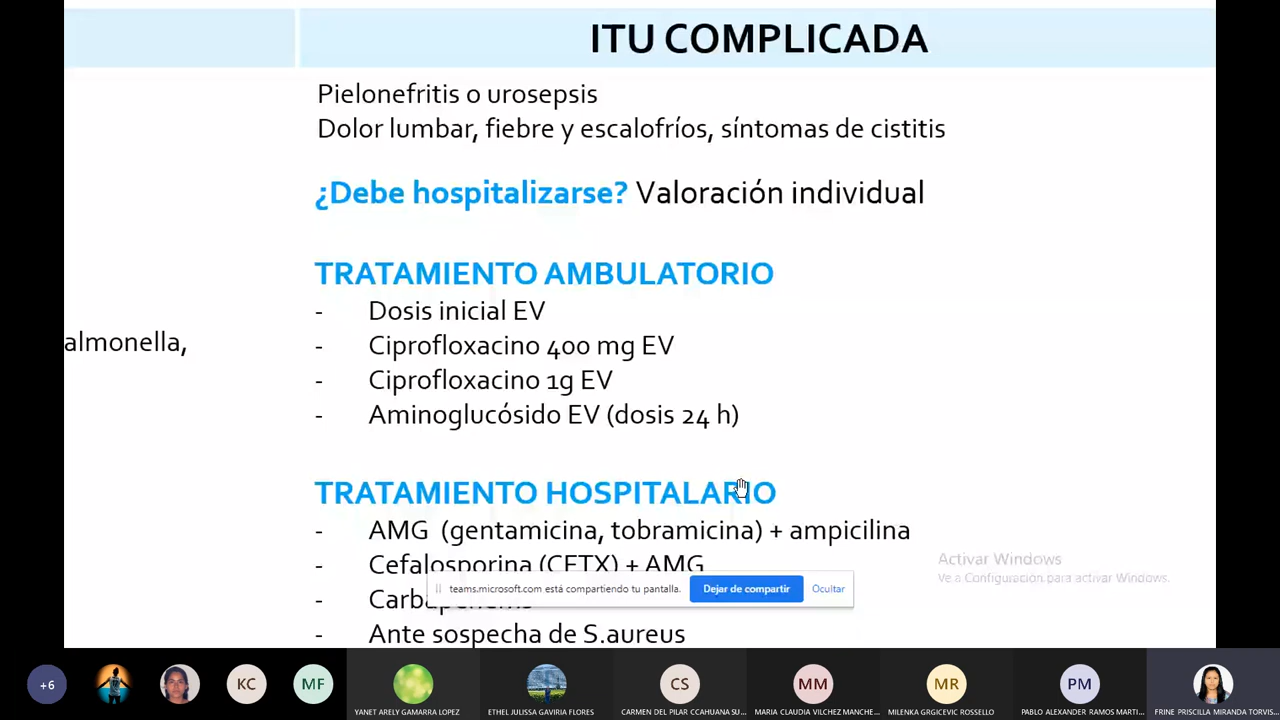 ITU COMPLICADA
Pielonefritis o urosepsis
Dolor lumbar, fiebre y escalofríos, síntomas de cistitis
¿Debe hospitalizarse? Valoración individual
TRATAMIENTO AMBULATORIO
- Dosis inicial EV
almonella,
- Ciprofloxacino 400 mg EV
- Ciprofloxacino 1g EV
- Aminoglucósido EV (dosis 24 h)
TRATAMIENTO HOSPITALARIO
- AMG (gentamicina, tobramicina) + ampicilina
- Cefalosporina (CETX) + AMG
Activar Windows
Ve a Configuración para activar Windows.
teams.microsoft.com está compartiendo tu pantalla. Dejar de compartir Ocultar
- Ante sospecha de S.aureus
+6 KC MF CS MM MR PM
YANET ARELY GAMARRA LOPEZ
ETHEL JULISSA GAVIRIA FLORES
CARMEN DEL PILAR CCAHUANA SU...
MARIA CLAUDIA VILCHEZ MANCHE...
MILENKA GRGICEVIC ROSSELLO
PABLO ALEXANDER RAMOS MARTI...
FRINE PRISCILLA MIRANDA TORVIS...